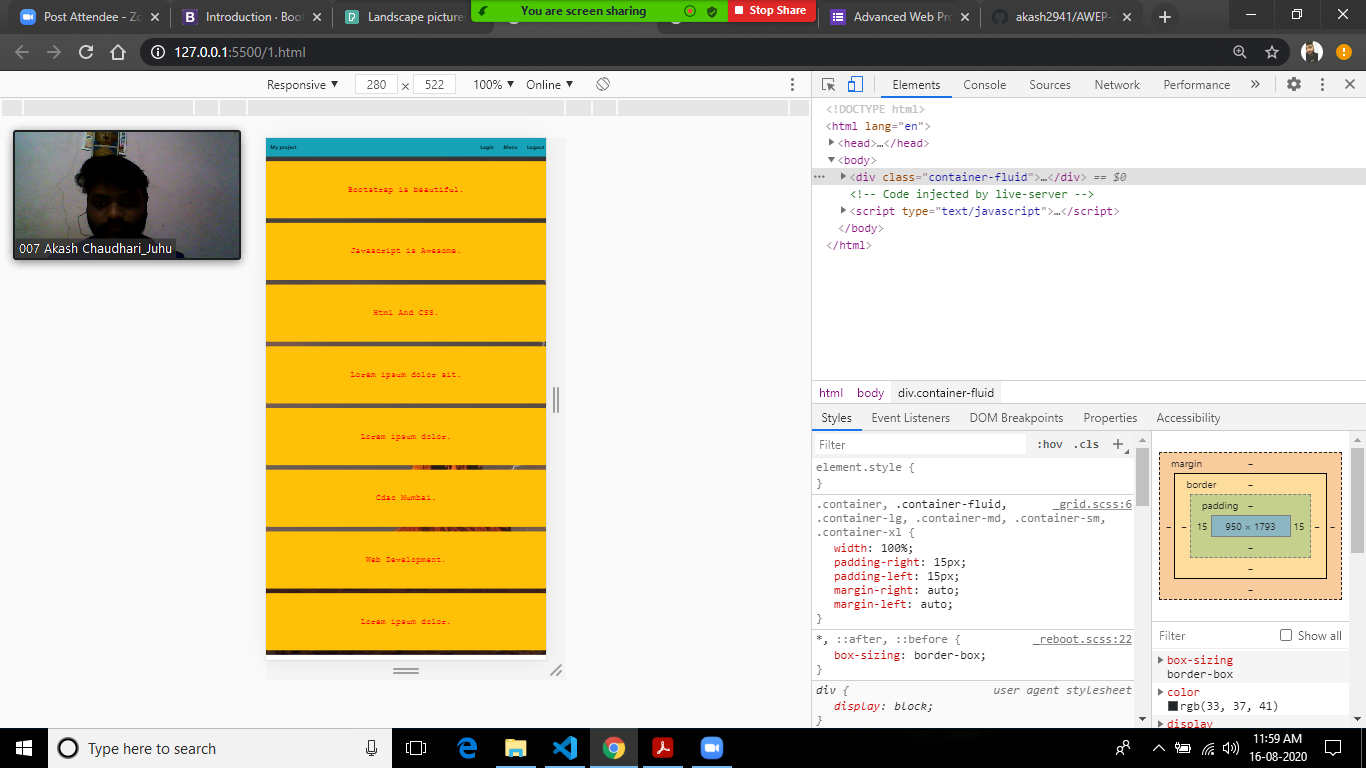 Post Attendee - Zo
Introduction · Boo
Landscape picture
You are screen sharing
Stop Share
Advanced Web Pro
akash2941/AWEP-
127.0.0.1:5500/1.html
Responsive ▼ 280 × 522 100% ▼ Online ▼
Elements Console Sources Network Performance »
007 Akash Chaudhari_Juhu
My project Login Menu Logout
Bootstrap is beautiful.
Javascript is Awesome.
Html And CSS.
Lorem ipsum dolor sit.
Lorem ipsum dolor.
Cdac Mumbai.
Web Development.
Lorem ipsum dolor.
<!DOCTYPE html>
<html lang="en">
<head>…</head>
<body>
<div class="container-fluid">…</div> == $0
<!-- Code injected by live-server -->
<script type="text/javascript">…</script>
</body>
</html>
html body div.container-fluid
Styles Event Listeners DOM Breakpoints Properties Accessibility
Filter :hov .cls +
element.style {
}
.container, .container-fluid, _grid.scss:6
.container-lg, .container-md, .container-sm,
.container-xl {
width: 100%;
padding-right: 15px;
padding-left: 15px;
margin-right: auto;
margin-left: auto;
}
*, ::after, ::before { _reboot.scss:22
box-sizing: border-box;
}
div { user agent stylesheet
display: block;
}
margin –
border –
padding –
– – 15 950 × 1793 15 – –
–
–
–
Filter Show all
box-sizing
border-box
color
rgb(33, 37, 41)
display
Type here to search
11:59 AM
16-08-2020